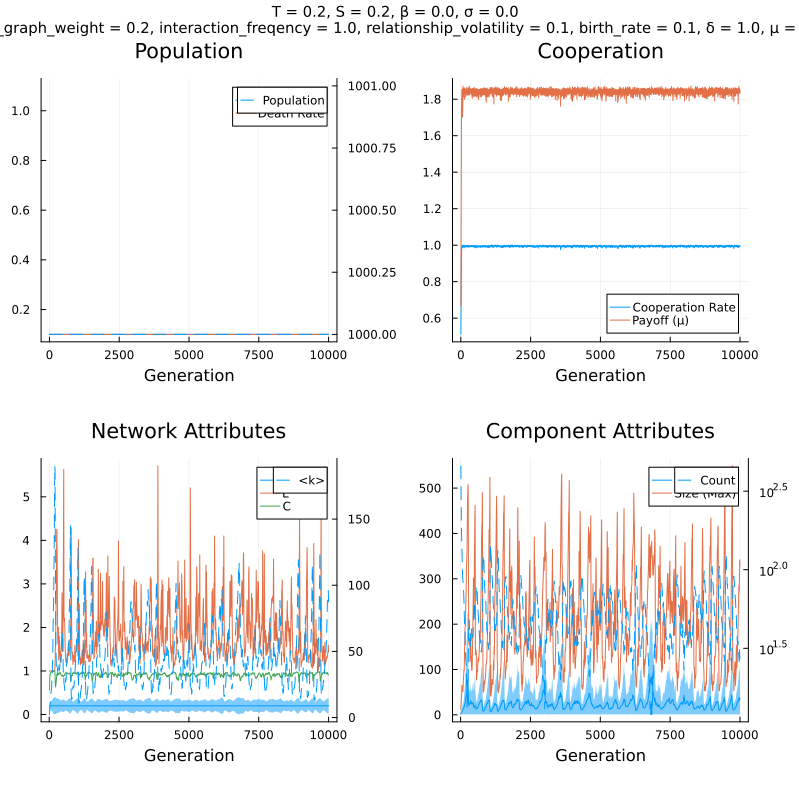 T = 0.2, S = 0.2, β = 0.0, σ = 0.0
_graph_weight = 0.2, interaction_freqency = 1.0, relationship_volatility = 0.1, birth_rate = 0.1, δ = 1.0, μ =
Population
Cooperation
1.0
0.8
0.6
0.4
0.2
1001.00
1000.75
1000.50
1000.25
1000.00
Population
Death Rate
0
2500
5000
7500
10000
Generation
1.8
1.6
1.4
1.2
1.0
0.8
0.6
Cooperation Rate
Payoff (μ)
0
2500
5000
7500
10000
Generation
Network Attributes
Component Attributes
5
4
3
2
1
0
150
100
50
0
<k>
L
C
0
2500
5000
7500
10000
Generation
500
400
300
200
100
0
10^2.5
10^2.0
10^1.5
Count
Size (Max)
0
2500
5000
7500
10000
Generation